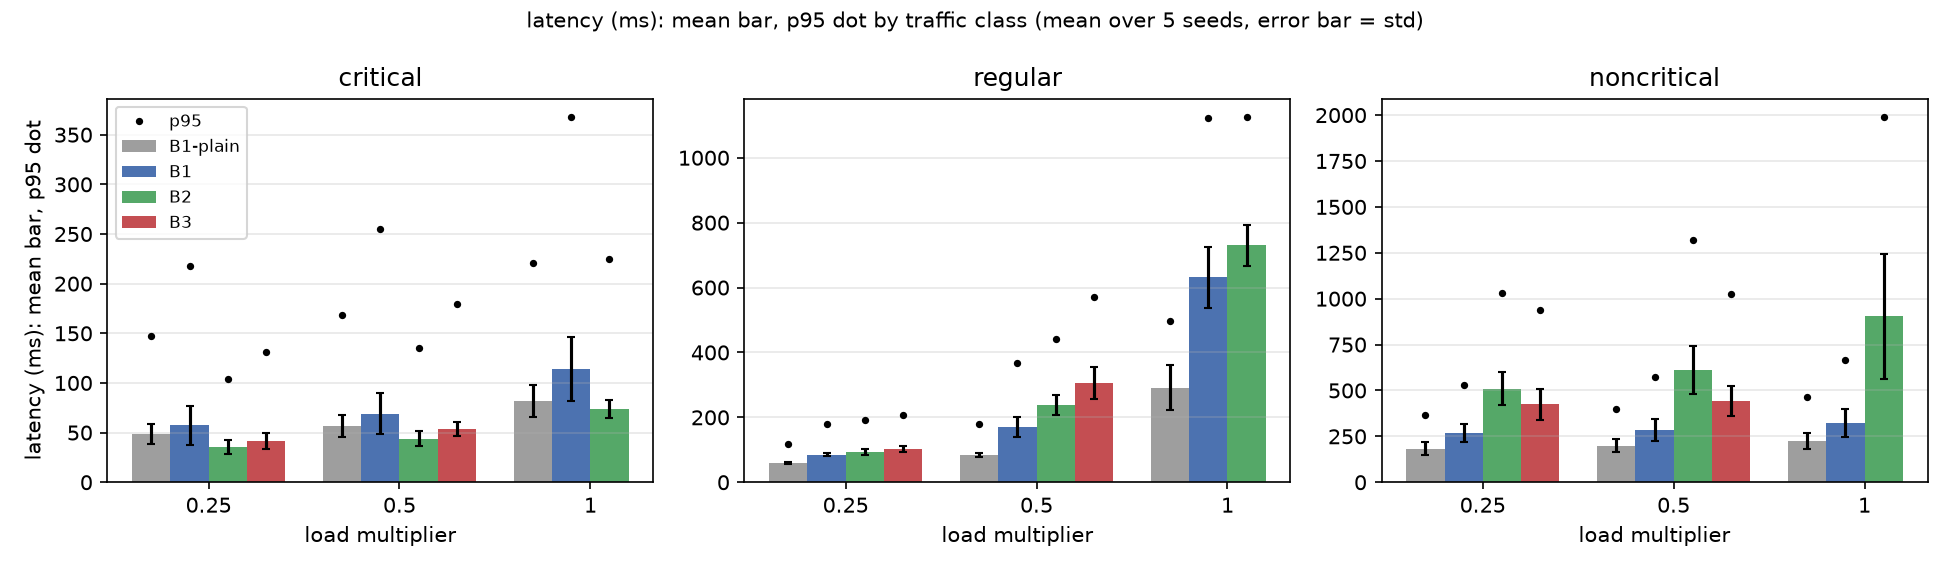 latency (ms): mean bar, p95 dot by traffic class (mean over 5 seeds, error bar = std)
critical
latency (ms): mean bar, p95 dot
350
300
250
200
150
100
50
0
p95
B1-plain
B1
B2
B3
0.25
0.5
1
load multiplier
regular
1000
800
600
400
200
0
0.25
0.5
1
load multiplier
noncritical
2000
1750
1500
1250
1000
750
500
250
0
0.25
0.5
1
load multiplier